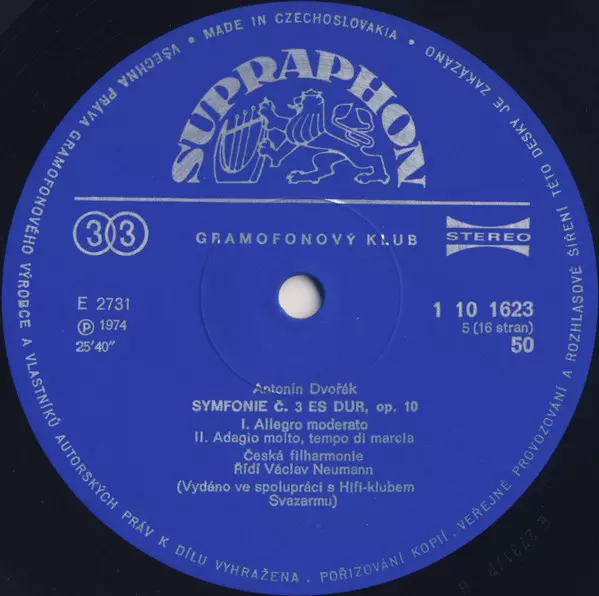 VŠECHNA PRÁVA GRAMOFONOVÉHO VÝROBCE A VLASTNÍKŮ AUTORSKÝCH PRÁV K DÍLU VYHRAŽENA. POŘIZOVÁNÍ KOPIÍ, VEŘEJNÉ PROVOZOVÁNÍ A ROZHLASOVÉ ŠÍŘENÍ TÉTO DESKY JE ZAKÁZÁNO • MADE IN CZECHOSLOVAKIA •
SUPRAPHON
33
GRAMOFONOVÝ KLUB
STEREO
E 2731
Ⓟ 1974
25'40"
1 10 1623
5 (16 stran)
50
Antonín Dvořák
SYMFONIE Č. 3 ES DUR, op. 10
I. Allegro moderato
II. Adagio molto, tempo di marcia
Česká filharmonie
Řídí Václav Neumann
(Vydáno ve spolupráci s Hifi-klubem
Svazarmu)